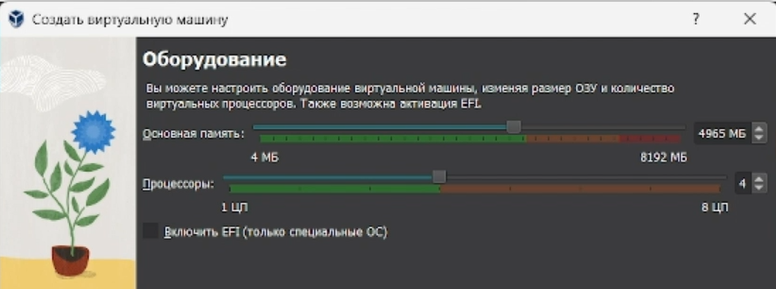 Создать виртуальную машину
?
Оборудование
Вы можете настроить оборудование виртуальной машины, изменяя размер ОЗУ и количество
виртуальных процессоров. Также возможна активация EFI.
Основная память:
4965 МБ
4 МБ
8192 МБ
Процессоры:
4
1 ЦП
8 ЦП
Включить EFI (только специальные ОС)